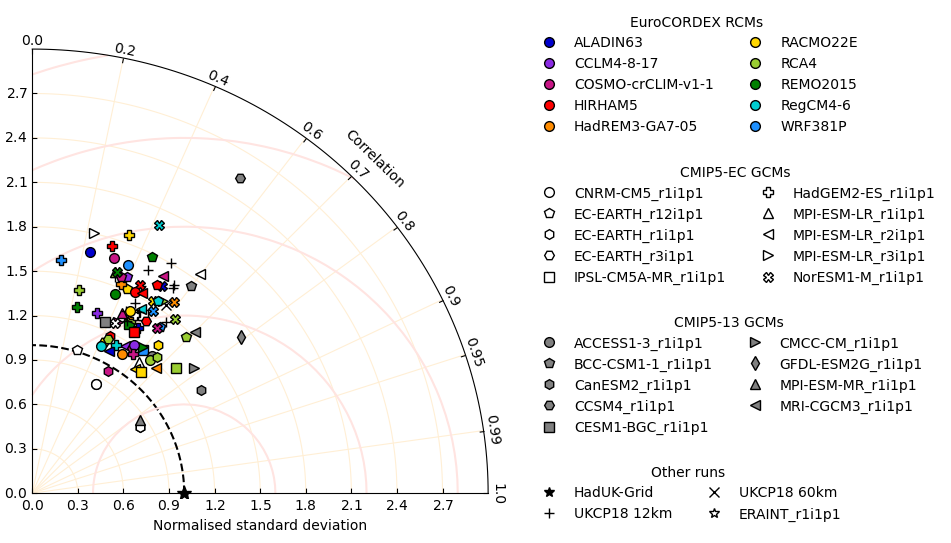 0.0
0.2
0.4
0.6
Correlation
0.7
0.8
0.9
0.95
0.99
1.0
2.7
2.4
2.1
1.8
1.5
1.2
0.9
0.6
0.3
0.0
0.0 0.3 0.6 0.9 1.2 1.5 1.8 2.1 2.4 2.7
Normalised standard deviation
EuroCORDEX RCMs
ALADIN63 RACMO22E
CCLM4-8-17 RCA4
COSMO-crCLIM-v1-1 REMO2015
HIRHAM5 RegCM4-6
HadREM3-GA7-05 WRF381P
CMIP5-EC GCMs
CNRM-CM5_r1i1p1 HadGEM2-ES_r1i1p1
EC-EARTH_r12i1p1 MPI-ESM-LR_r1i1p1
EC-EARTH_r1i1p1 MPI-ESM-LR_r2i1p1
EC-EARTH_r3i1p1 MPI-ESM-LR_r3i1p1
IPSL-CM5A-MR_r1i1p1 NorESM1-M_r1i1p1
CMIP5-13 GCMs
ACCESS1-3_r1i1p1 CMCC-CM_r1i1p1
BCC-CSM1-1_r1i1p1 GFDL-ESM2G_r1i1p1
CanESM2_r1i1p1 MPI-ESM-MR_r1i1p1
CCSM4_r1i1p1 MRI-CGCM3_r1i1p1
CESM1-BGC_r1i1p1
Other runs
HadUK-Grid UKCP18 60km
UKCP18 12km ERAINT_r1i1p1